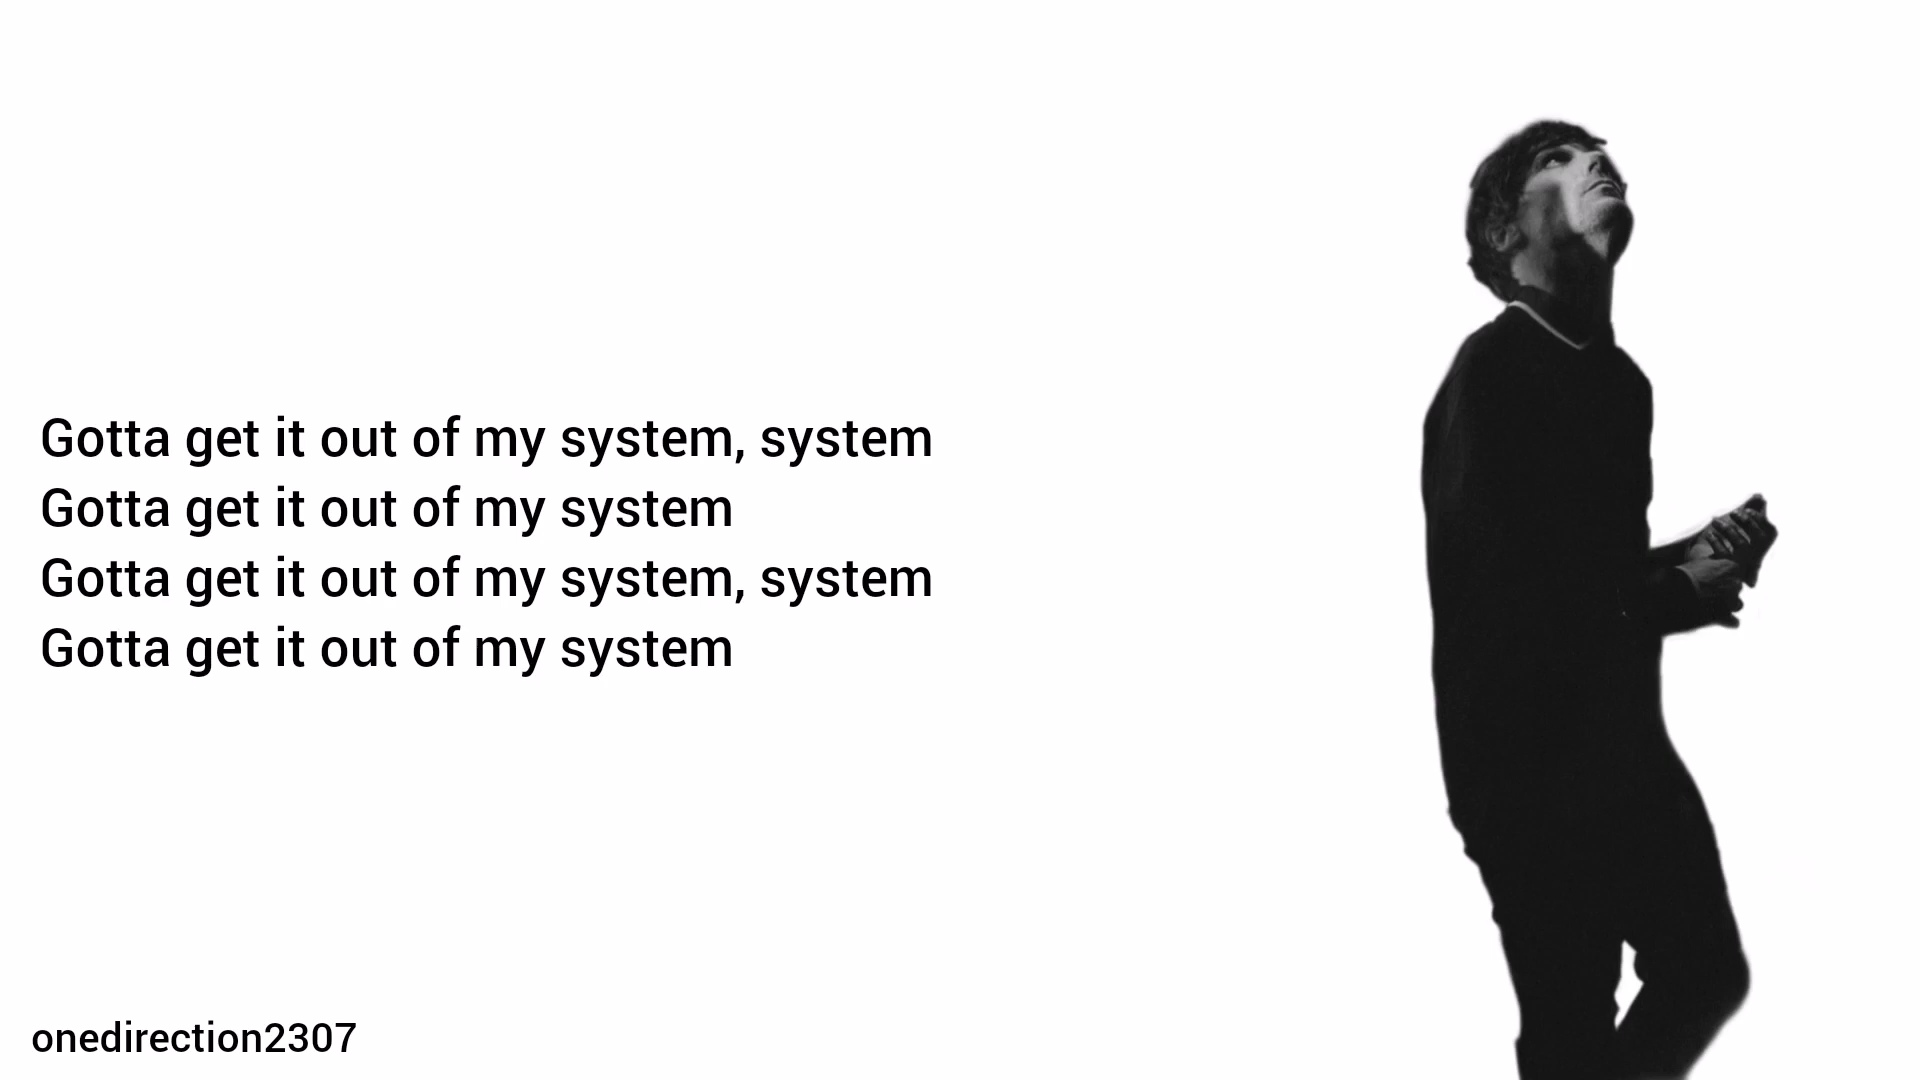 Gotta get it out of my system, system
Gotta get it out of my system
Gotta get it out of my system, system
Gotta get it out of my system
onedirection2307